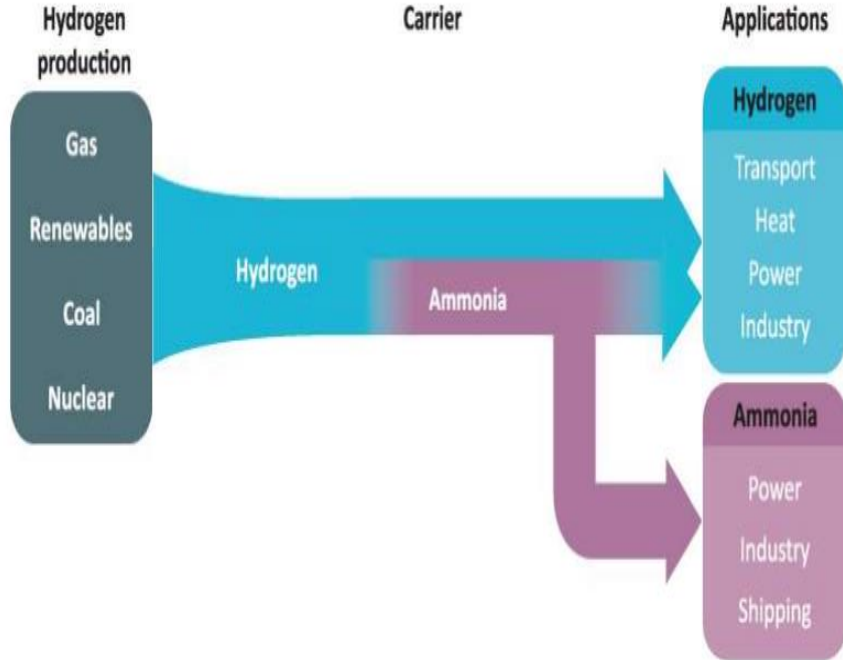 Hydrogen
production
Carrier
Applications
Gas
Renewables
Coal
Nuclear
Hydrogen
Ammonia
Hydrogen
Transport
Heat
Power
Industry
Ammonia
Power
Industry
Shipping